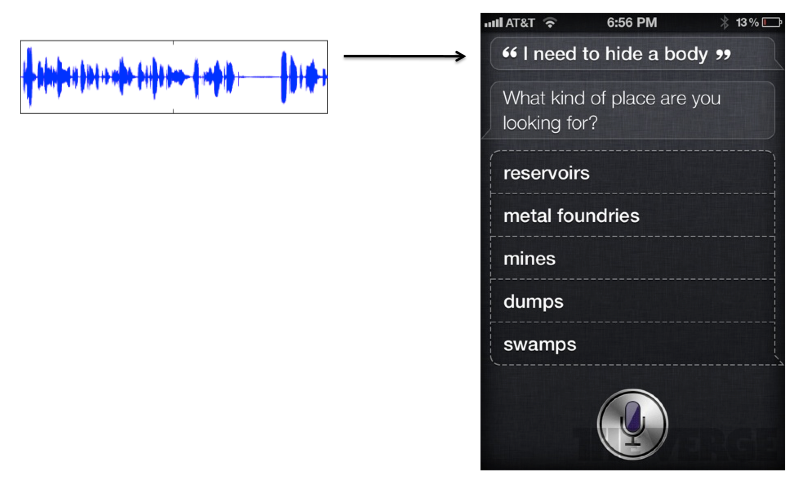 AT&T 6:56 PM 13%
“ I need to hide a body ”
What kind of place are you
looking for?
reservoirs
metal foundries
mines
dumps
swamps
THE VERGE